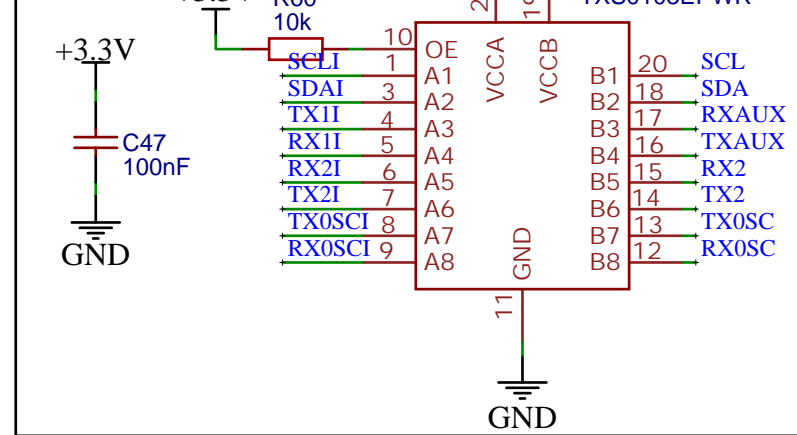 10k
+3.3V
C47
100nF
GND
10 OE
SCLI 1 A1
SDAI 3 A2
TX1I 4 A3
RX1I 5 A4
RX2I 6 A5
TX2I 7 A6
TX0SCI 8 A7
RX0SCI 9 A8
VCCA
VCCB
GND
11
B1 20 SCL
B2 18 SDA
B3 17 RXAUX
B4 16 TXAUX
B5 15 RX2
B6 14 TX2
B7 13 TX0SC
B8 12 RX0SC
GND